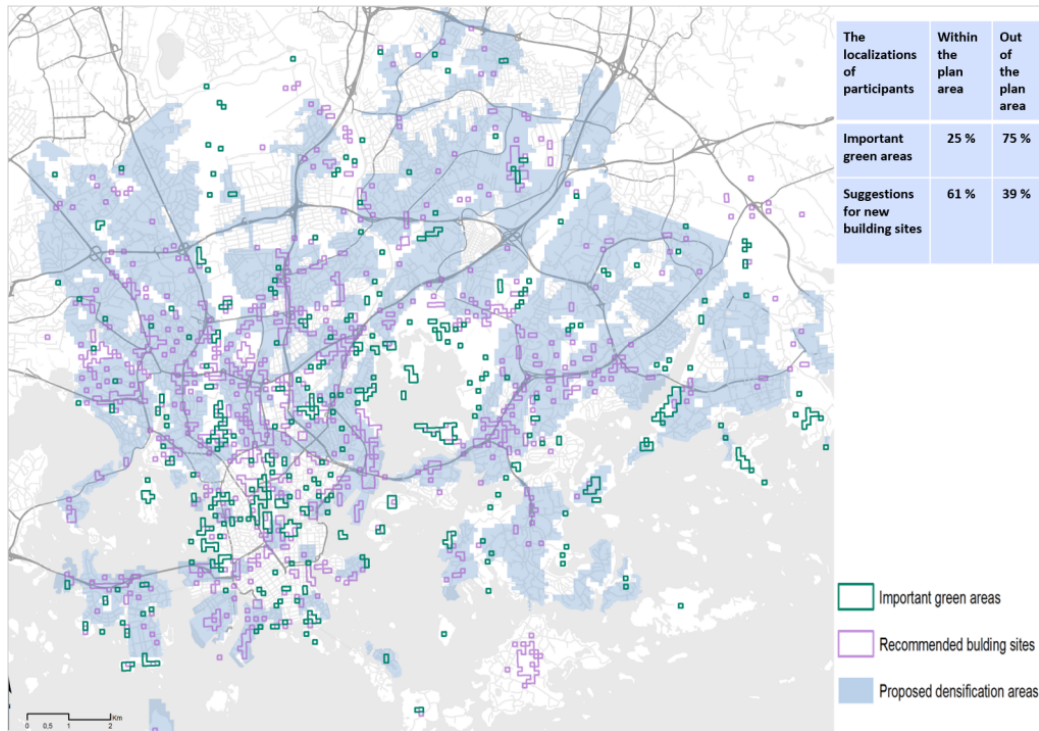 The localizations of participants
Within the plan area
Out of the plan area
Important green areas
25 %
75 %
Suggestions for new building sites
61 %
39 %
Important green areas
Recommended bulding sites
Proposed densification areas
Km
0 0,5 1 2